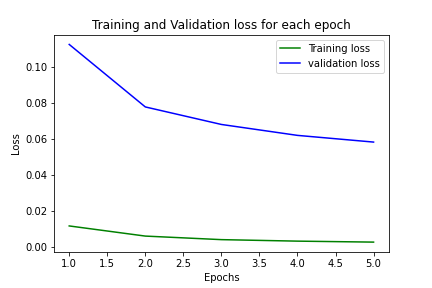 Training and Validation loss for each epoch
Training loss
validation loss
Loss
0.10
0.08
0.06
0.04
0.02
0.00
1.0 1.5 2.0 2.5 3.0 3.5 4.0 4.5 5.0
Epochs